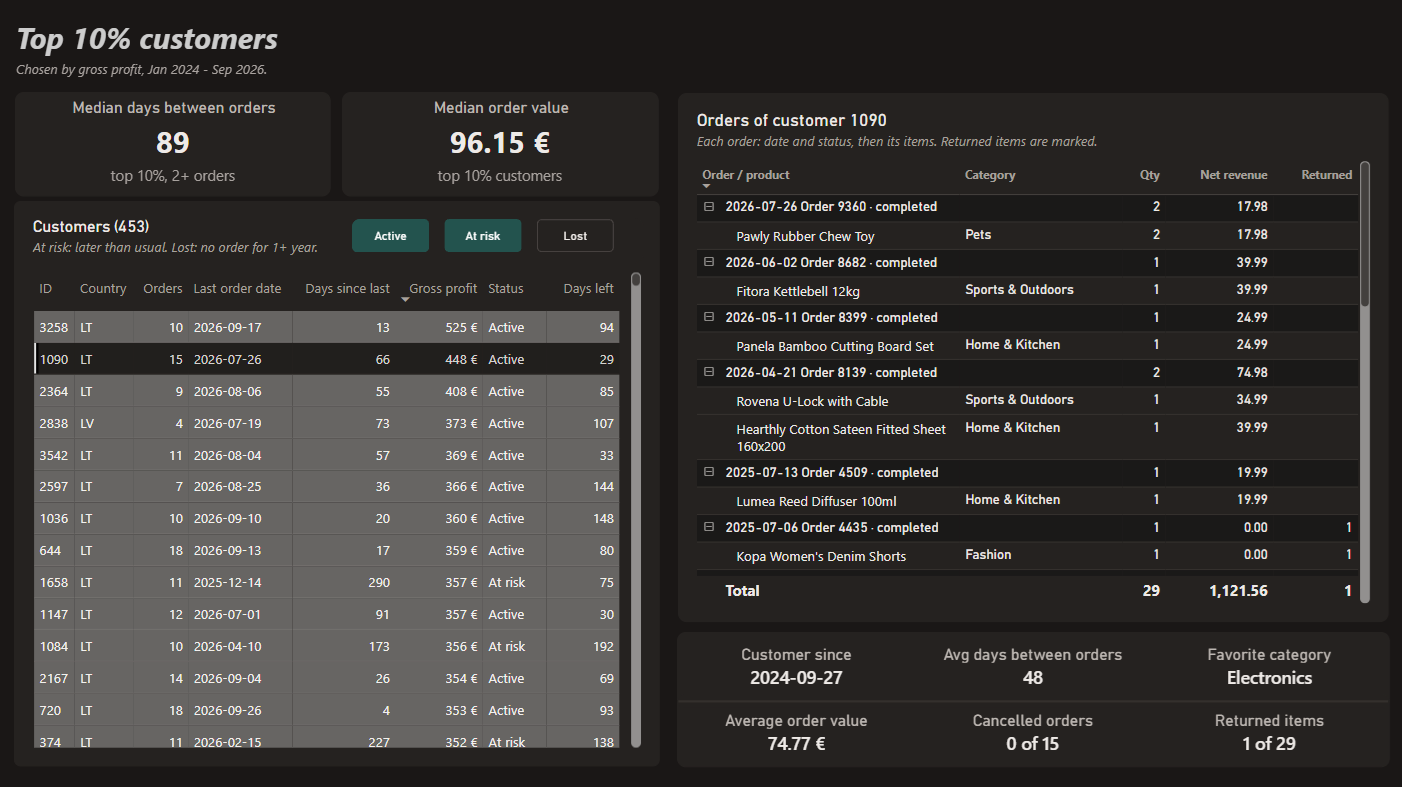 Top 10% customers
Chosen by gross profit, Jan 2024 - Sep 2026.
Median days between orders
89
top 10%, 2+ orders
Median order value
96.15 €
top 10% customers
Customers (453)
At risk: later than usual. Lost: no order for 1+ year.
Active
At risk
Lost
ID Country Orders Last order date Days since last Gross profit Status Days left
3258 LT 10 2026-09-17 13 525 € Active 94
1090 LT 15 2026-07-26 66 448 € Active 29
2364 LT 9 2026-08-06 55 408 € Active 85
2838 LV 4 2026-07-19 73 373 € Active 107
3542 LT 11 2026-08-04 57 369 € Active 33
2597 LT 7 2026-08-25 36 366 € Active 144
1036 LT 10 2026-09-10 20 360 € Active 148
644 LT 18 2026-09-13 17 359 € Active 80
1658 LT 11 2025-12-14 290 357 € At risk 75
1147 LT 12 2026-07-01 91 357 € Active 30
1084 LT 10 2026-04-10 173 356 € At risk 192
2167 LT 14 2026-09-04 26 354 € Active 69
720 LT 18 2026-09-26 4 353 € Active 93
374 LT 11 2026-02-15 227 352 € At risk 138
Orders of customer 1090
Each order: date and status, then its items. Returned items are marked.
Order / product Category Qty Net revenue Returned
2026-07-26 Order 9360 · completed 2 17.98
Pawly Rubber Chew Toy Pets 2 17.98
2026-06-02 Order 8682 · completed 1 39.99
Fitora Kettlebell 12kg Sports & Outdoors 1 39.99
2026-05-11 Order 8399 · completed 1 24.99
Panela Bamboo Cutting Board Set Home & Kitchen 1 24.99
2026-04-21 Order 8139 · completed 2 74.98
Rovena U-Lock with Cable Sports & Outdoors 1 34.99
Hearthly Cotton Sateen Fitted Sheet Home & Kitchen 1 39.99
160x200
2025-07-13 Order 4509 · completed 1 19.99
Lumea Reed Diffuser 100ml Home & Kitchen 1 19.99
2025-07-06 Order 4435 · completed 1 0.00 1
Kopa Women's Denim Shorts Fashion 1 0.00 1
Total 29 1,121.56 1
Customer since
2024-09-27
Avg days between orders
48
Favorite category
Electronics
Average order value
74.77 €
Cancelled orders
0 of 15
Returned items
1 of 29